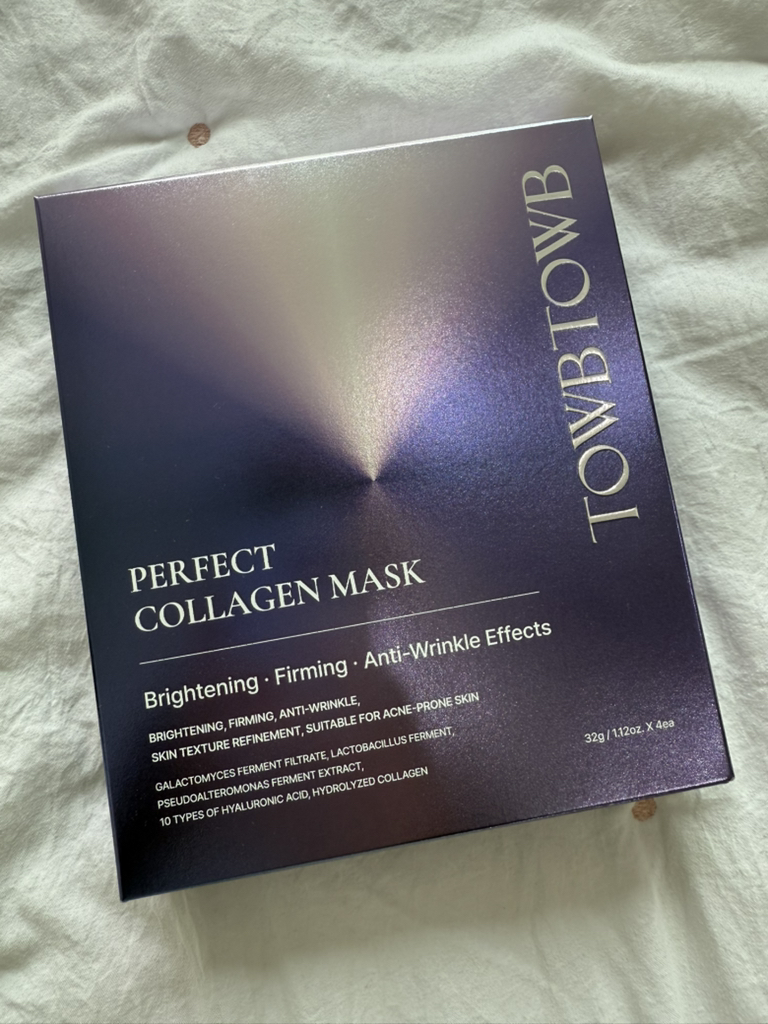 TOWBTOWB
PERFECT
COLLAGEN MASK
Brightening · Firming · Anti-Wrinkle Effects
BRIGHTENING, FIRMING, ANTI-WRINKLE,
SKIN TEXTURE REFINEMENT, SUITABLE FOR ACNE-PRONE SKIN
GALACTOMYCES FERMENT FILTRATE, LACTOBACILLUS FERMENT,
PSEUDOALTEROMONAS FERMENT EXTRACT,
10 TYPES OF HYALURONIC ACID, HYDROLYZED COLLAGEN
32g / 1.12oz. X 4ea